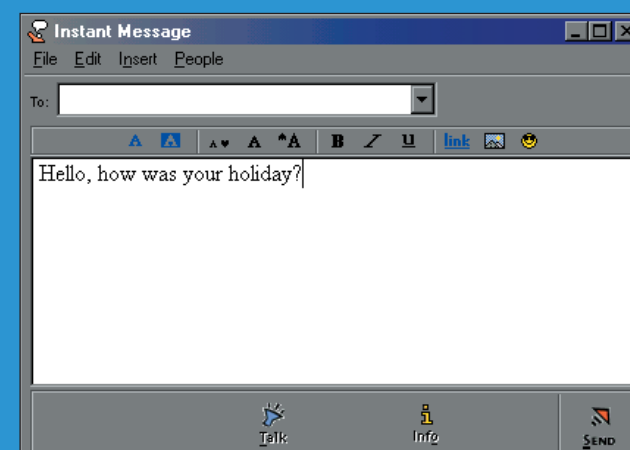 Instant Message
File Edit Insert People
To:
A A A A A B I U link
Hello, how was your holiday?
Talk Info SEND